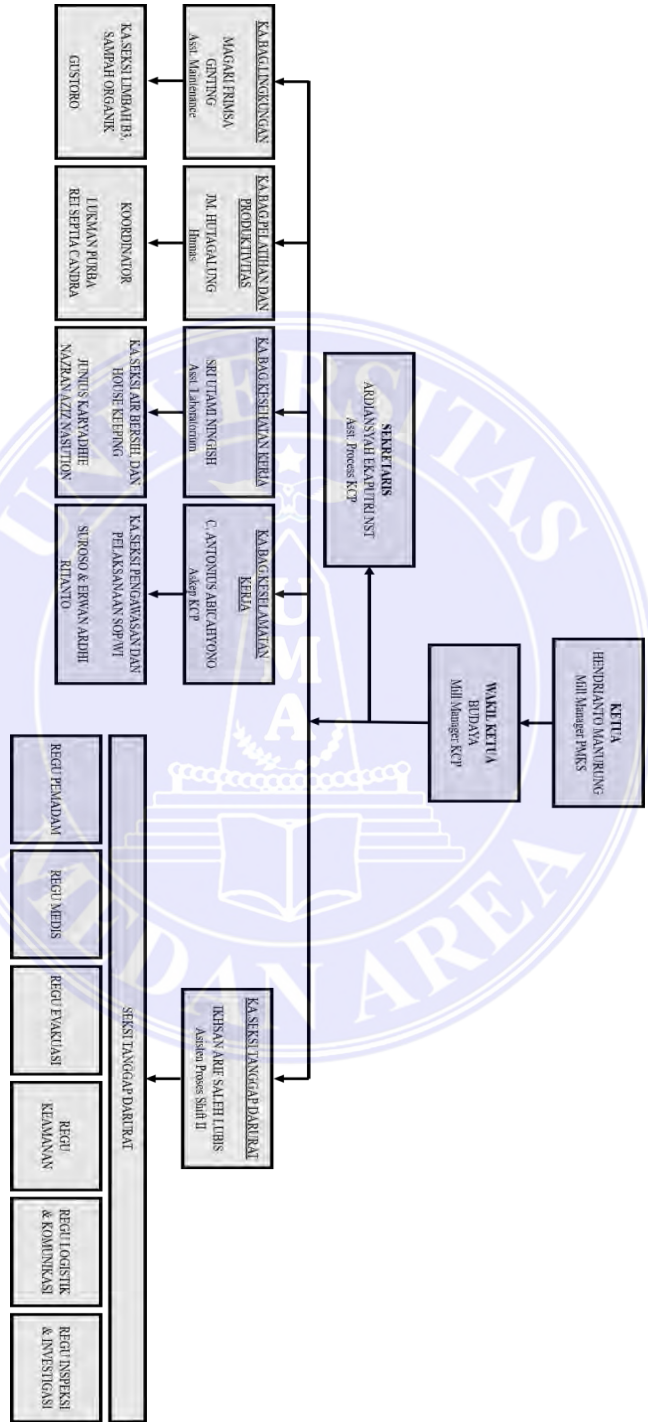 KETUA
HENDRIANTO MANURUNG
Mill Manager PMKS
WAKIL KETUA
BUDAYA
Mill Manager KCP
SEKRETARIS
ARDIANSYAH EKAPUTRI NST
Asst. Process KCP
KA.BAG.LINGKUNGAN
MAGARI FRIMSA
GINTING
Asst. Maintenance
KA.BAG.PELATIHAN DAN
PRODUKTIVITAS
JM. HUTAGALUNG
Humas
KA.BAG.KESEHATAN KERJA
SRI UTAMI NINGISH
Asst. Laboratorium
KA.BAG.KESELAMATAN
KERJA
C. ANTONIUS ABICAHYONO
Askep KCP
KA.SEKSI TANGGAP DARURAT
IKHSAN ARIF SALEH LUBIS
Asisten Proses Shift II
KA.SEKSI LIMBAH B3,
SAMPAH ORGANIK
GUSTORO
KOORDINATOR
LUKMAN PURBA
REI SEPTIA CANDRA
KA.SEKSI AIR BERSIH, DAN
HOUSE KEEPING
JUNIUS KARYADHIE
NAZRAN AZIZ NASUTION
KA.SEKSI PENGAWASAN DAN
PELAKSANAAN SOP/WI
SUROSO & ERWAN ARDHI
RITIANTO
SEKSI TANGGAP DARURAT
REGU PEMADAM
REGU MEDIS
REGU EVAKUASI
REGU
KEAMANAN
REGU LOGISTIK
& KOMUNIKASI
REGU INSPEKSI
& INVESTIGASI
UNIVERSITAS
MEDAN AREA
UMA